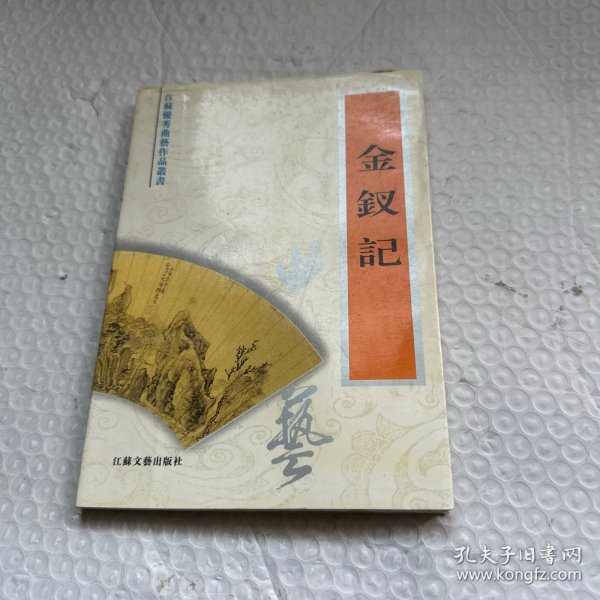 江蘇優秀曲藝作品叢書
金釵記
曲
藝
江蘇文藝出版社
孔夫子旧书网
www.kongfz.com